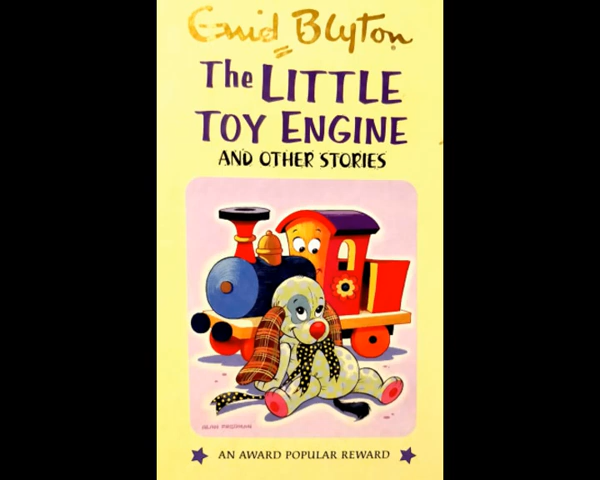 Enid Blyton
The LITTLE
TOY ENGINE
AND OTHER STORIES
AN AWARD POPULAR REWARD